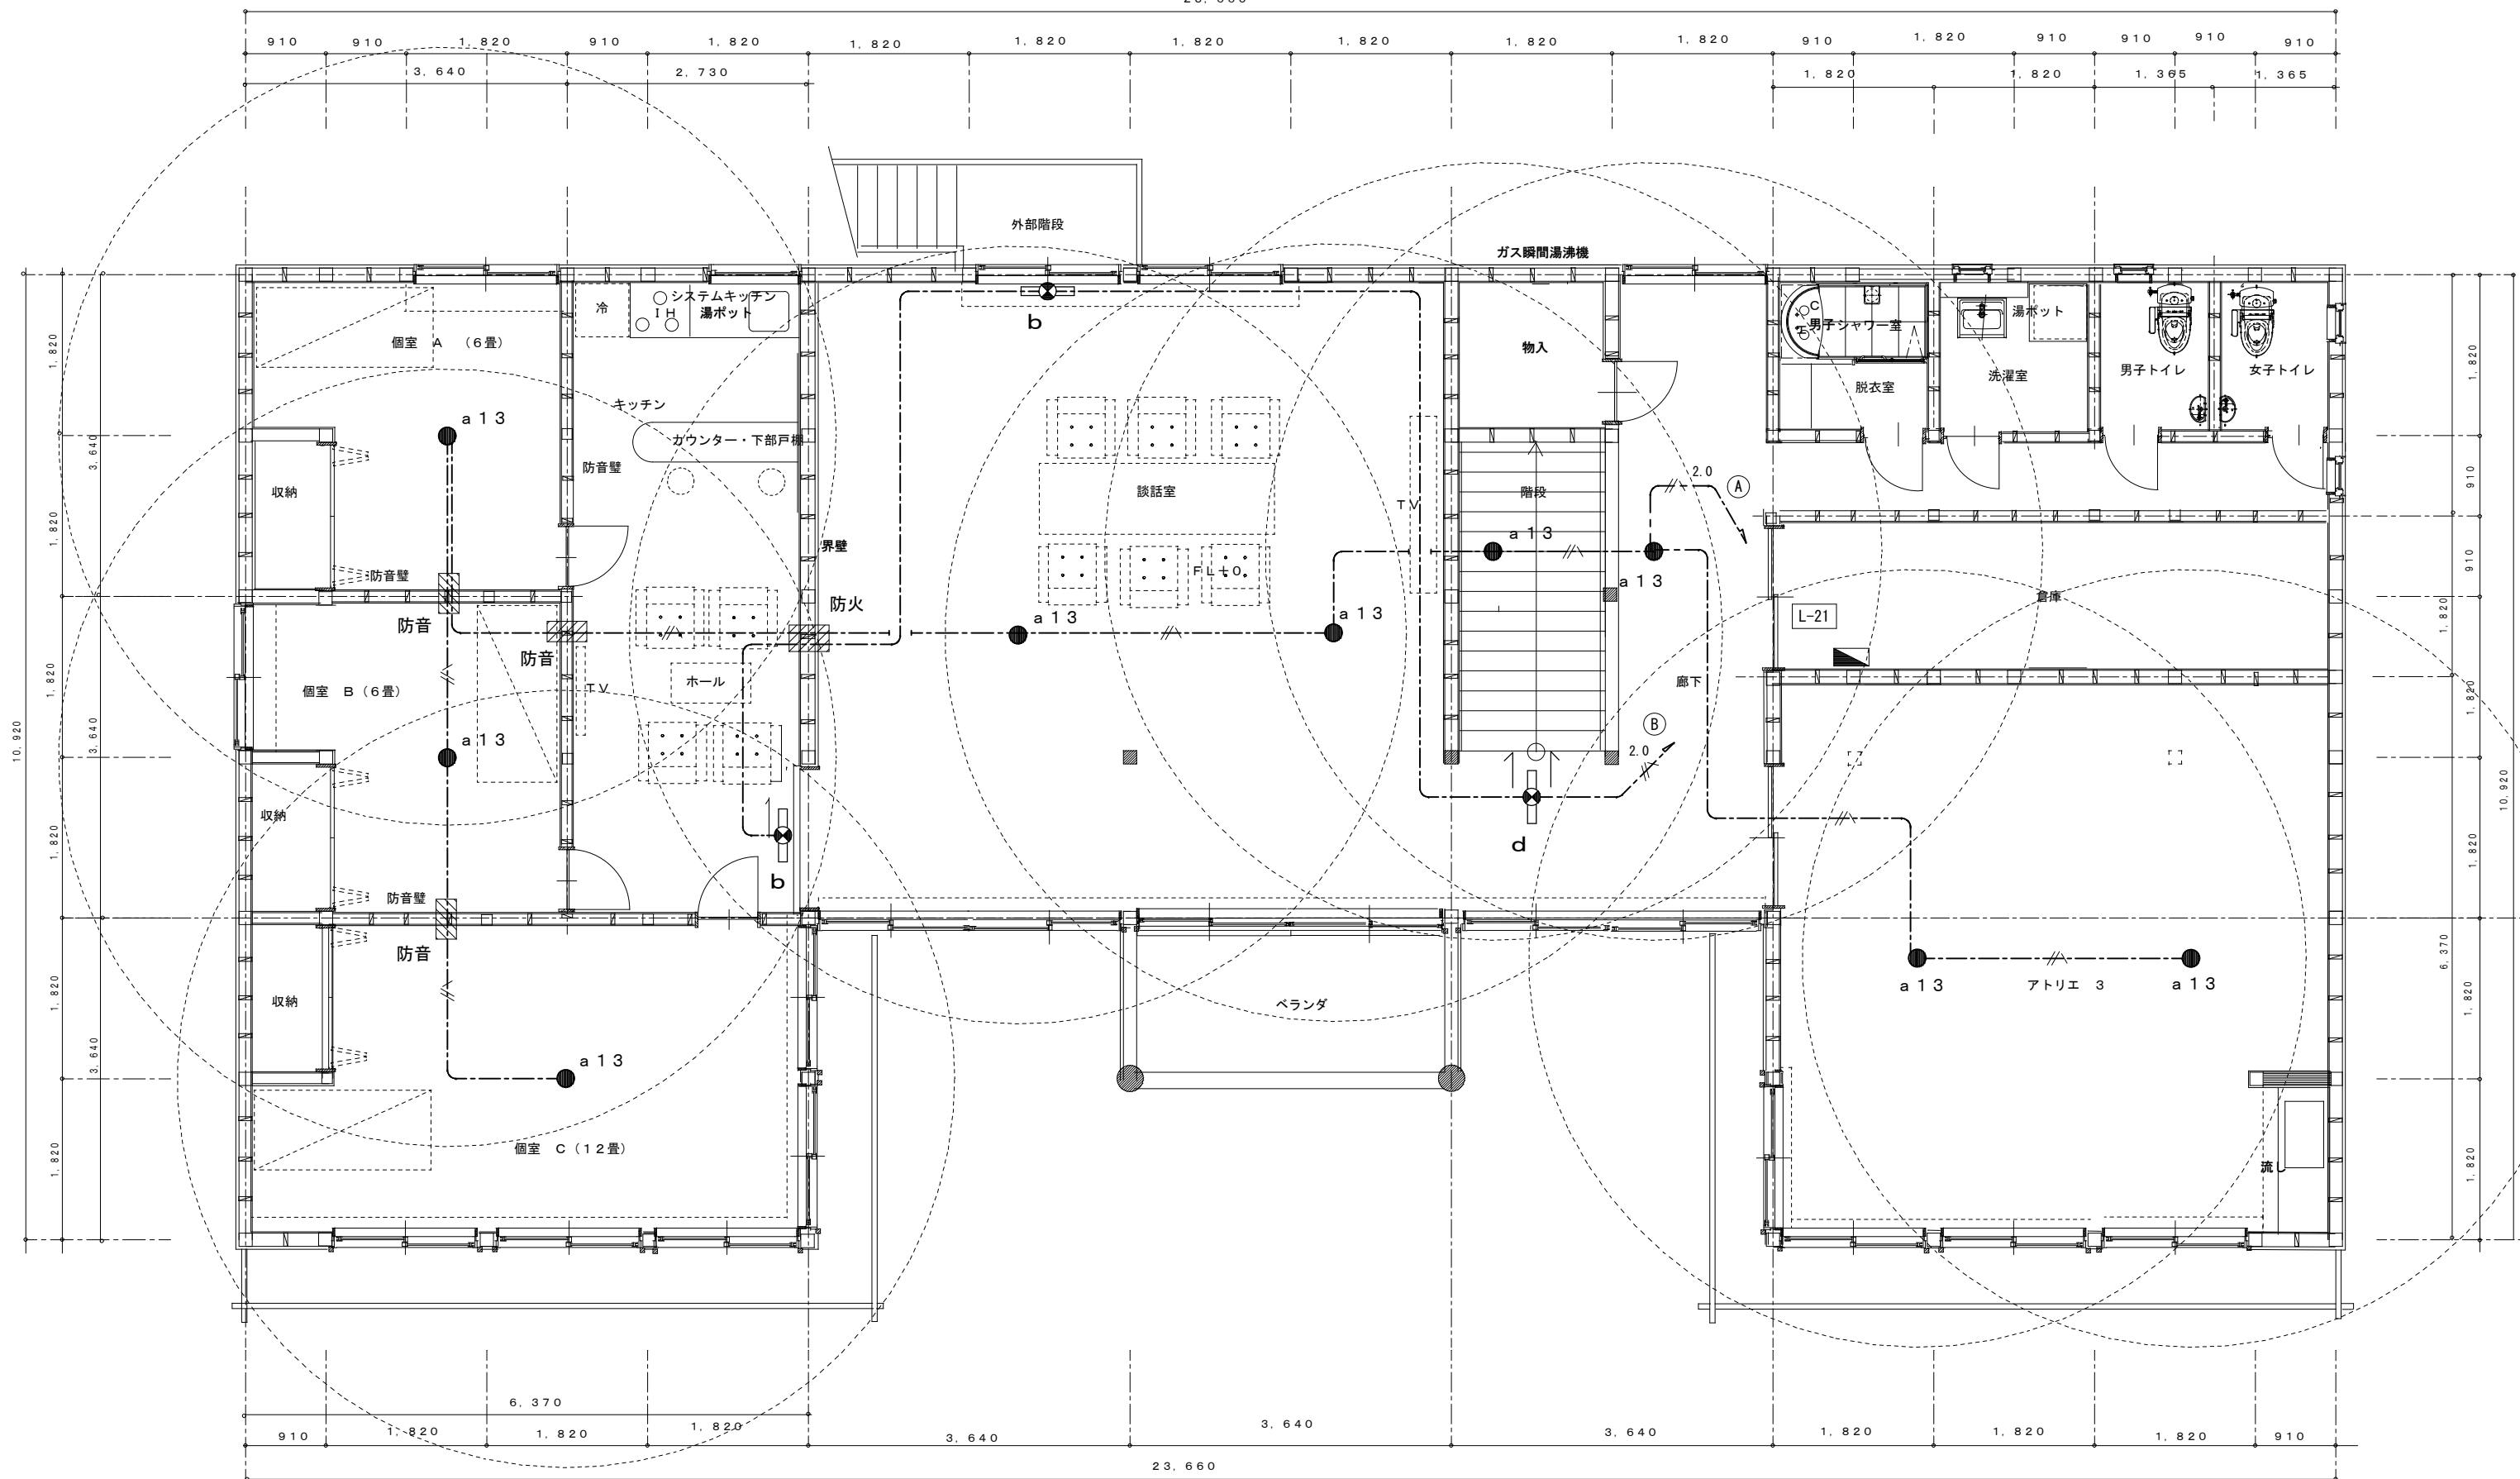 910
910
1,820
910
1,820
1,820
1,820
1,820
1,820
1,820
1,820
910
1,820
910
910
910
910
3,640
2,730
1,820
1,820
1,365
1,365
外部階段
ガス瞬間湯沸機
冷
システムキッチン
IH
湯ポット
b
C
男子シャワー室
湯ポット
個室 A (6畳)
物入
脱衣室
洗濯室
男子トイレ
女子トイレ
キッチン
a13
カウンター・下部戸棚
防音壁
収納
談話室
TV
階段
2.0
A
界壁
a13
防音壁
FL+0
a13
倉庫
防火
a13
a13
L-21
防音
防音
TV
ホール
個室 B (6畳)
廊下
B
2.0
a13
収納
d
b
防音壁
防音
収納
ベランダ
a13
アトリエ 3
a13
a13
個室 C (12畳)
流し
1,820
3,640
1,820
1,820
3,640
1,820
1,820
3,640
1,820
10,920
1,820
910
910
1,820
1,820
1,820
6,370
1,820
1,820
10,920
6,370
910
1,820
1,820
1,820
3,640
3,640
3,640
1,820
1,820
1,820
910
23,660